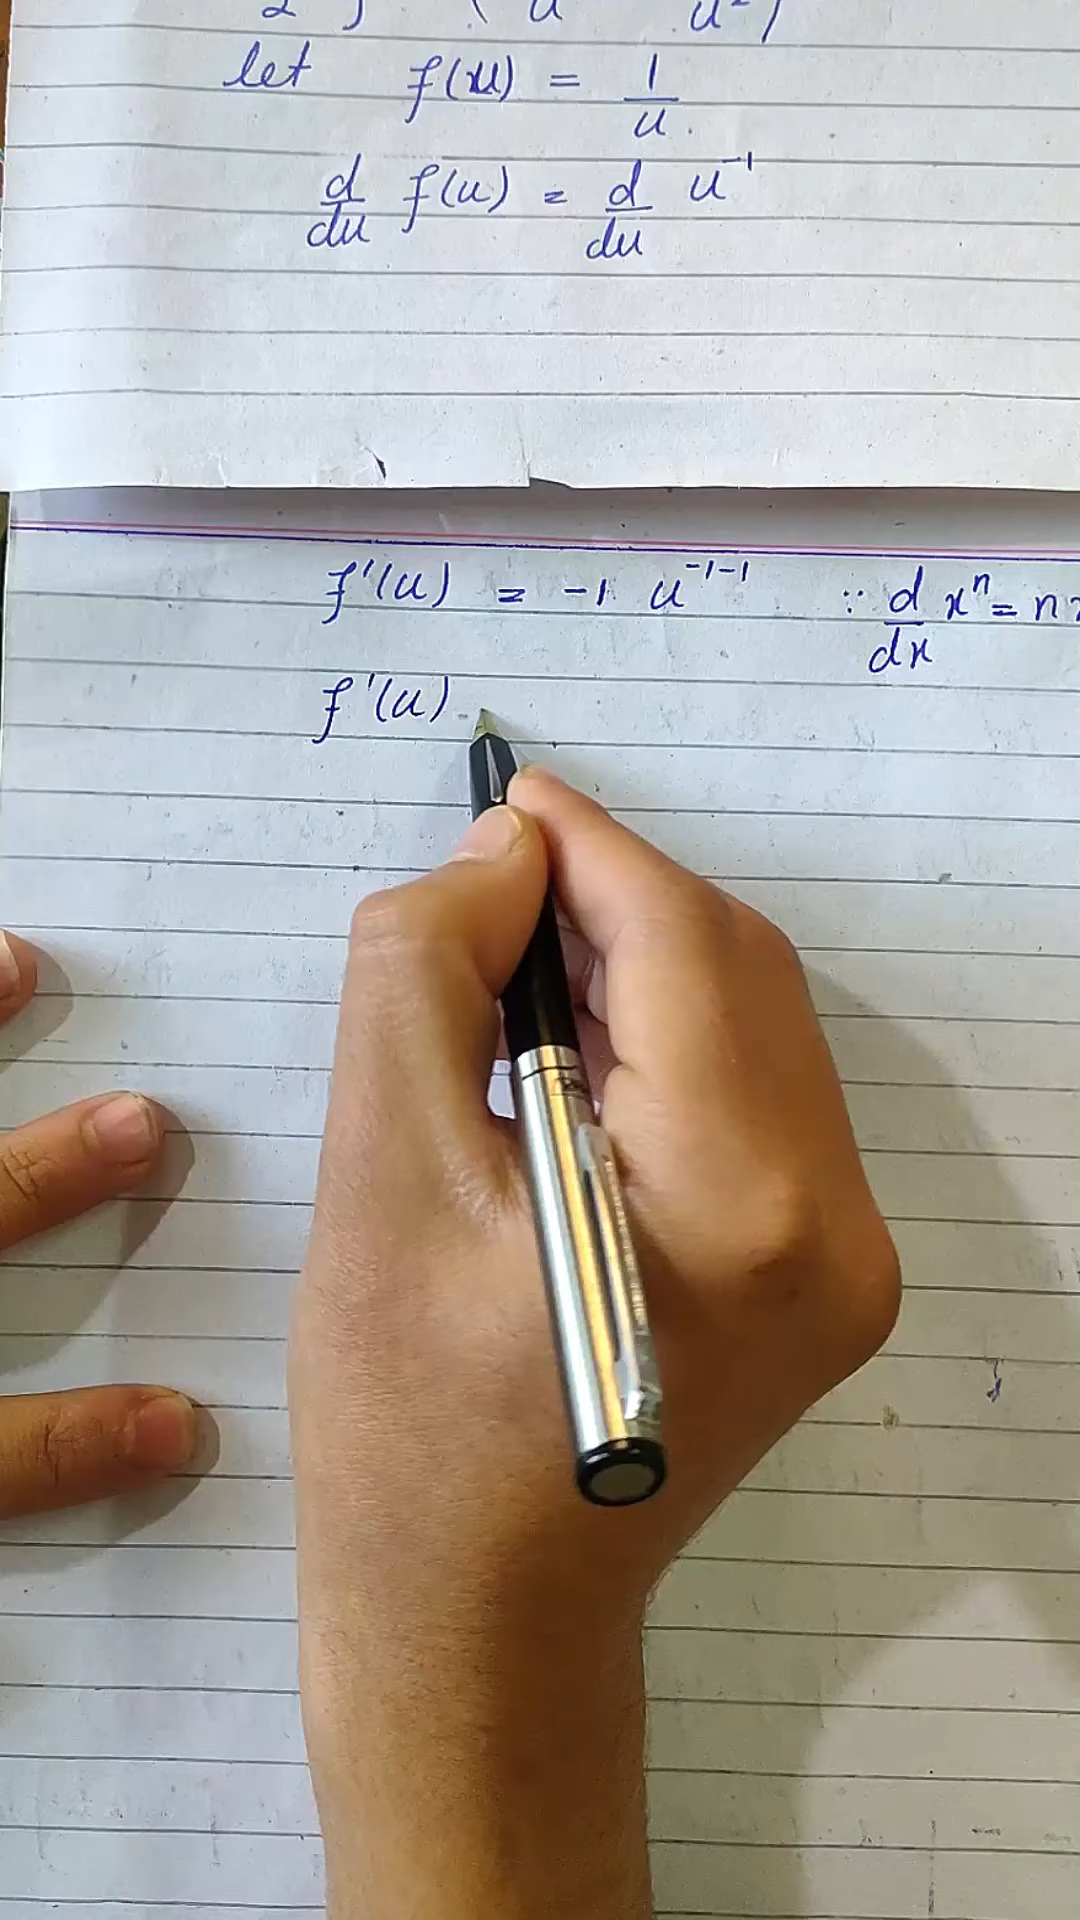 let f(u) = 1/u.
d/du f(u) = d/du u⁻¹
f'(u) = -1 u⁻¹⁻¹ ∵ d/dx xⁿ = n
f'(u)